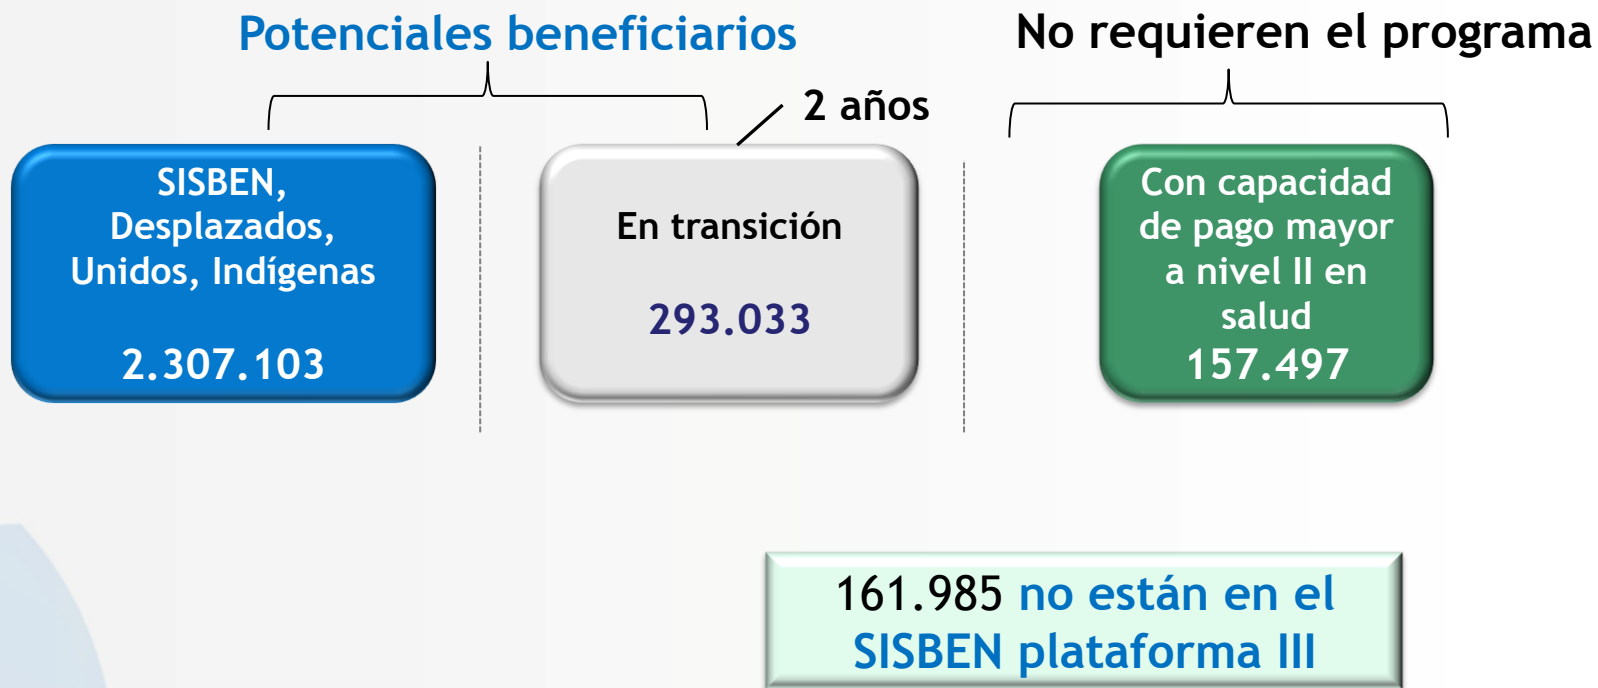 Potenciales beneficiarios
No requieren el programa
2 años
SISBEN,
Desplazados,
Unidos, Indígenas
2.307.103
En transición
293.033
Con capacidad
de pago mayor
a nivel II en
salud
157.497
161.985 no están en el
SISBEN plataforma III